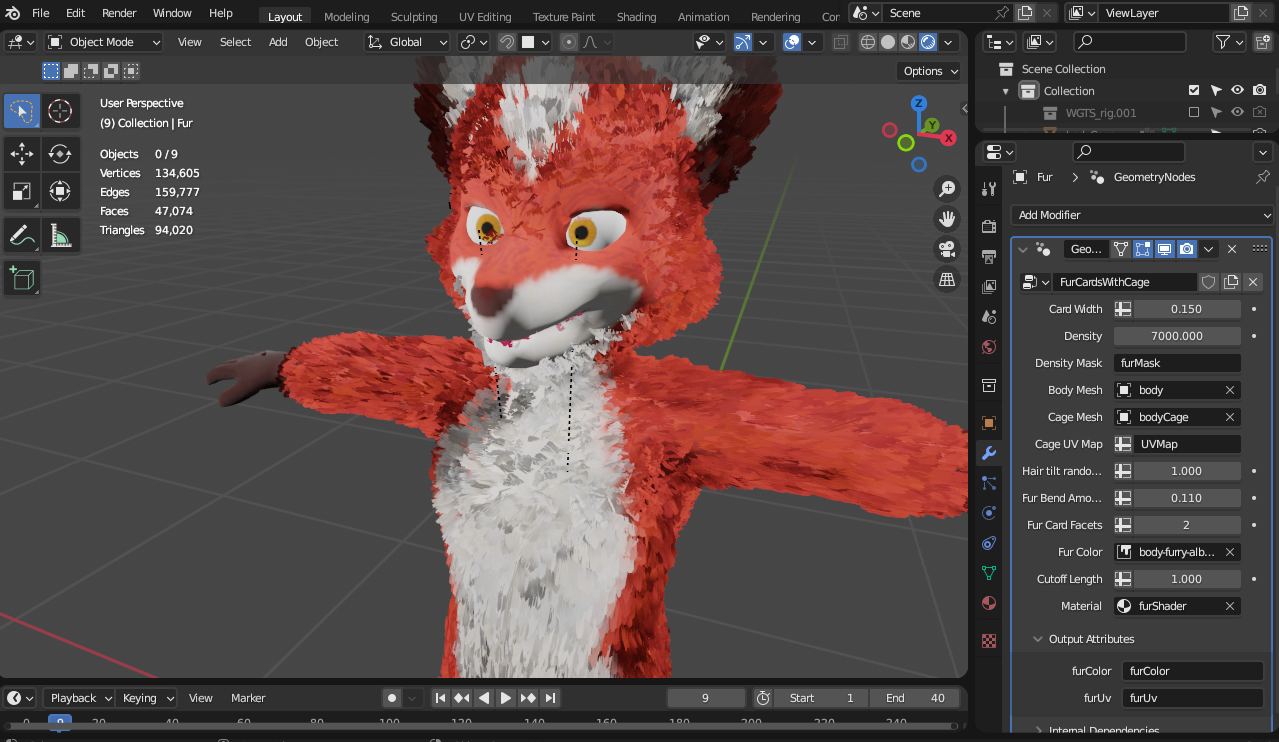 File Edit Render Window Help Layout Modeling Sculpting UV Editing Texture Paint Shading Animation Rendering Scene ViewLayer
Object Mode View Select Add Object Global
Options
User Perspective
(9) Collection | Fur
Objects 0 / 9
Vertices 134,605
Edges 159,777
Faces 47,074
Triangles 94,020
Z
Y
X
Scene Collection
Collection
WGTS_rig.001
Fur GeometryNodes
Add Modifier
Geo...
FurCardsWithCage
Card Width 0.150
Density 7000.000
Density Mask furMask
Body Mesh body
Cage Mesh bodyCage
Cage UV Map UVMap
Hair tilt rando... 1.000
Fur Bend Amo... 0.110
Fur Card Facets 2
Fur Color body-furry-alb...
Cutoff Length 1.000
Material furShader
Output Attributes
furColor furColor
furUv furUv
Internal Dependencies
Playback Keying View Marker 9 Start 1 End 40
0 9 20 40 60 80 100 120 140 160 180 200 220 240